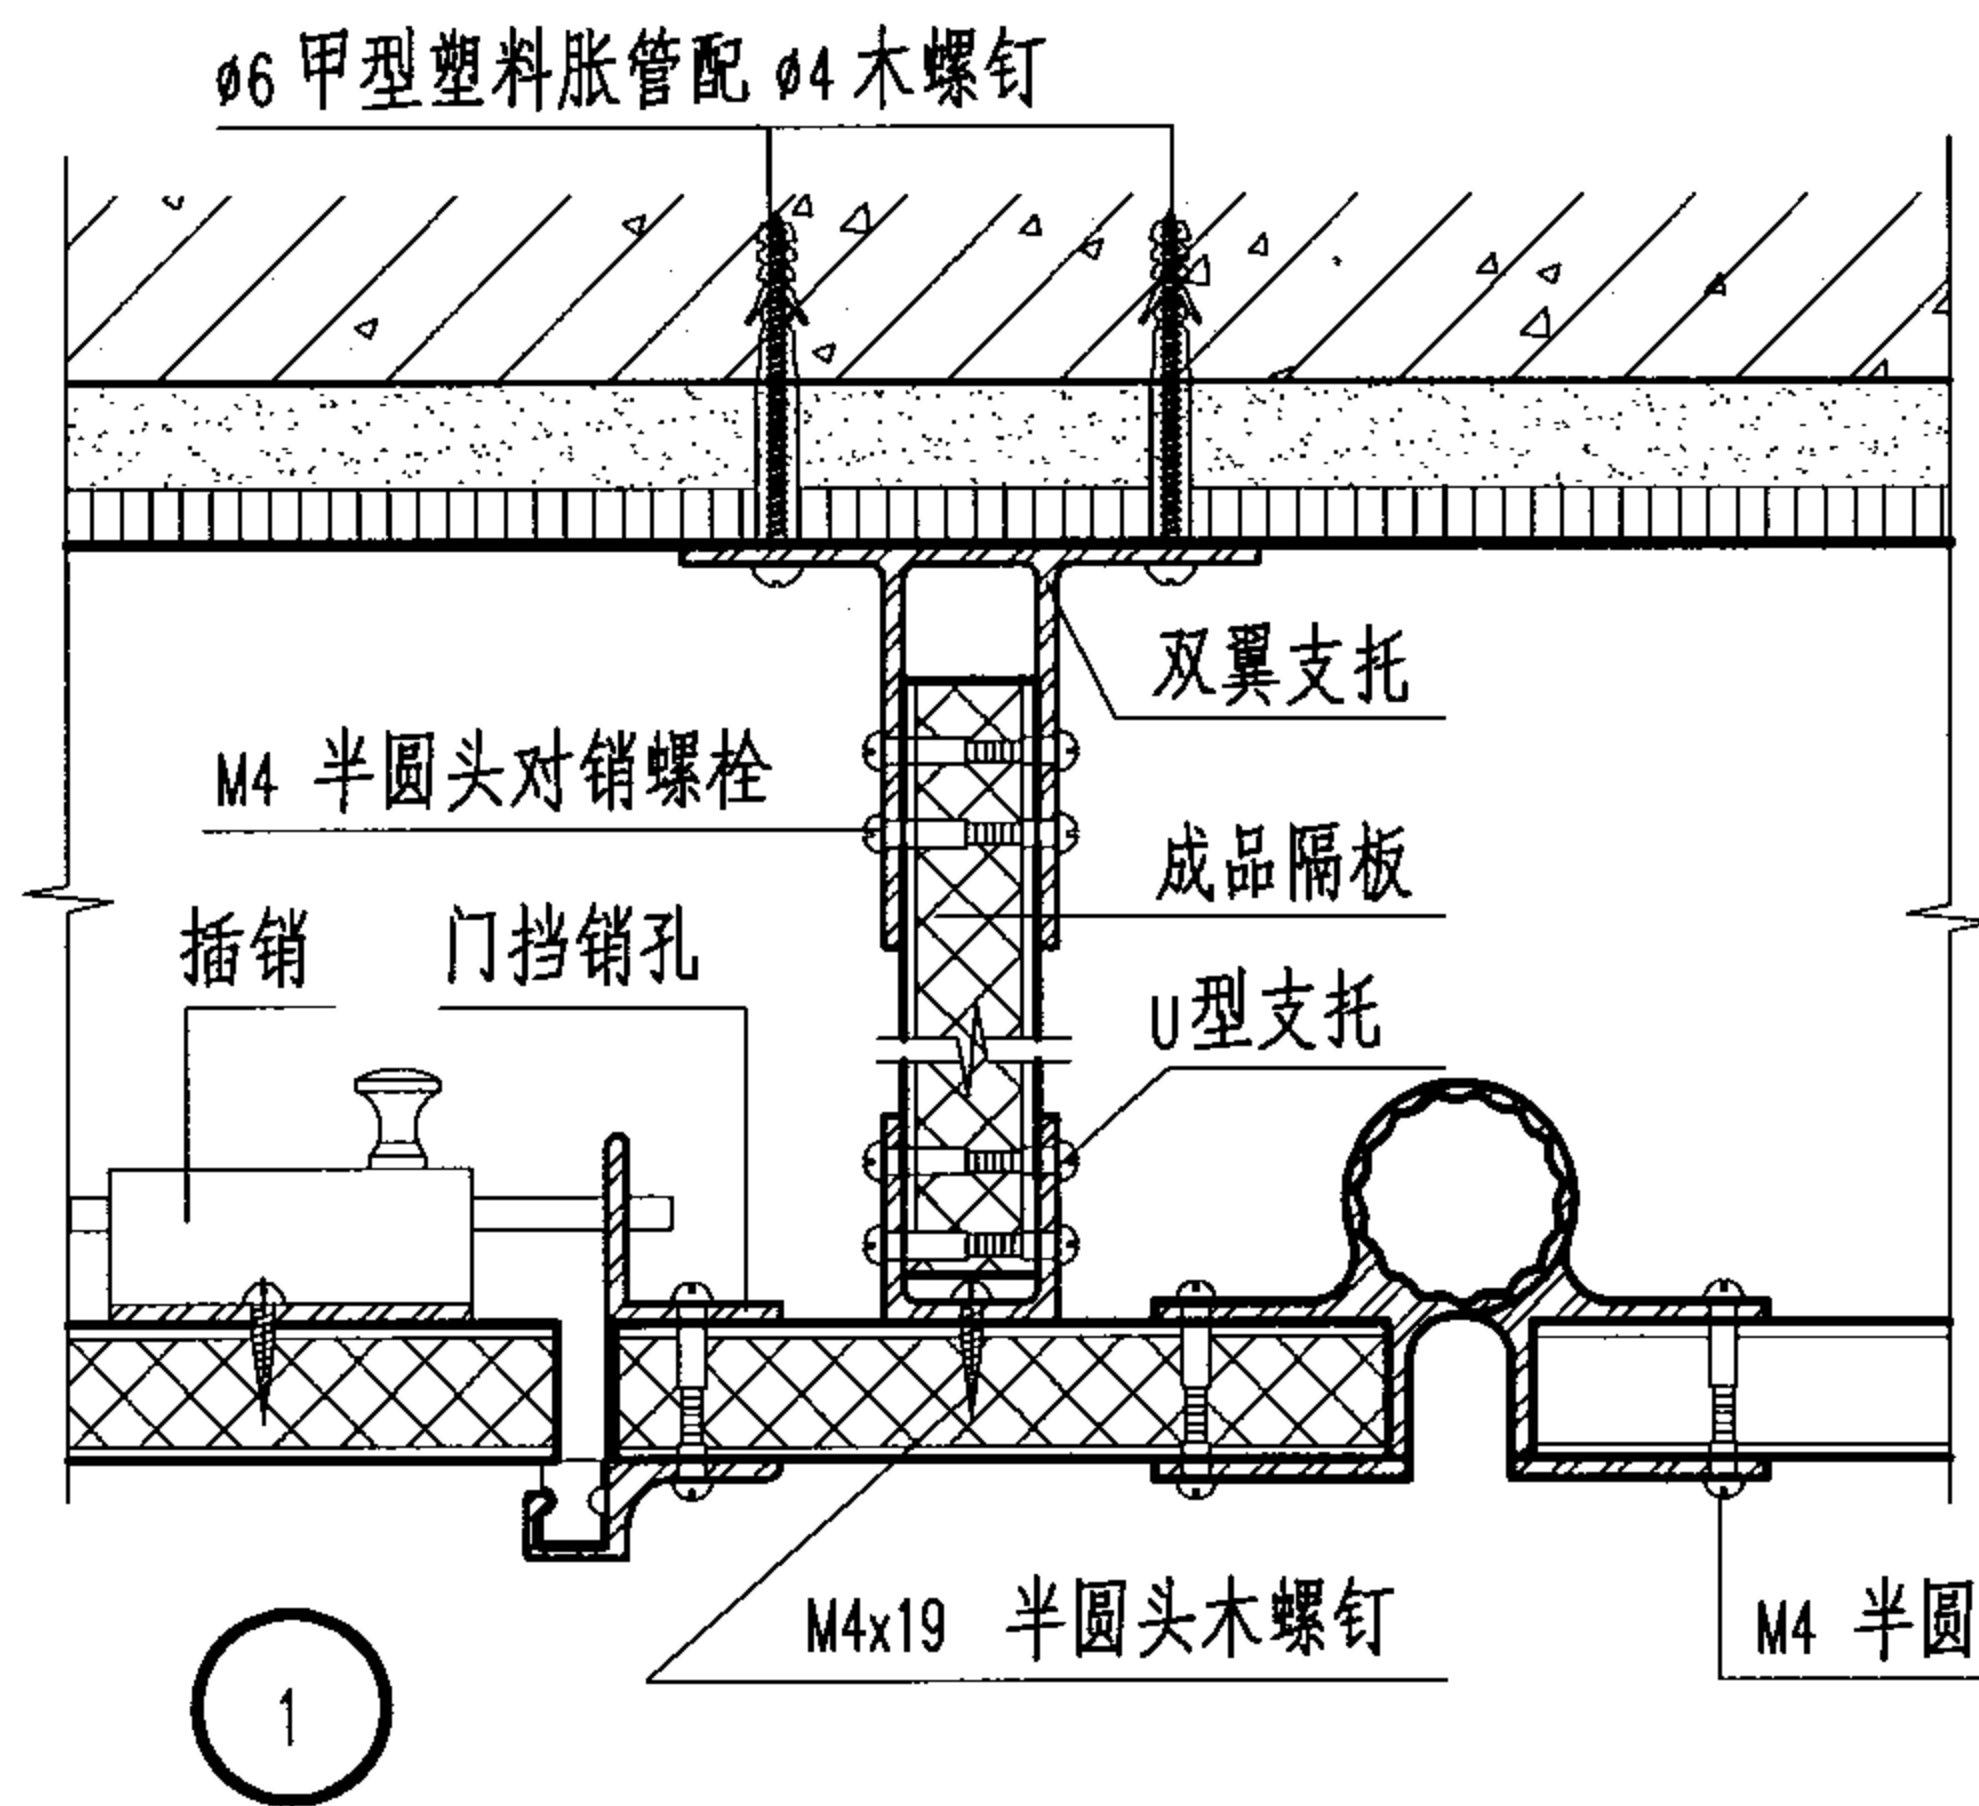 ø6 甲型塑料胀管配 ø4 木螺钉
双翼支托
M4 半圆头对销螺栓
成品隔板
插销
门挡销孔
U型支托
M4x19 半圆头木螺钉
M4 半圆
1